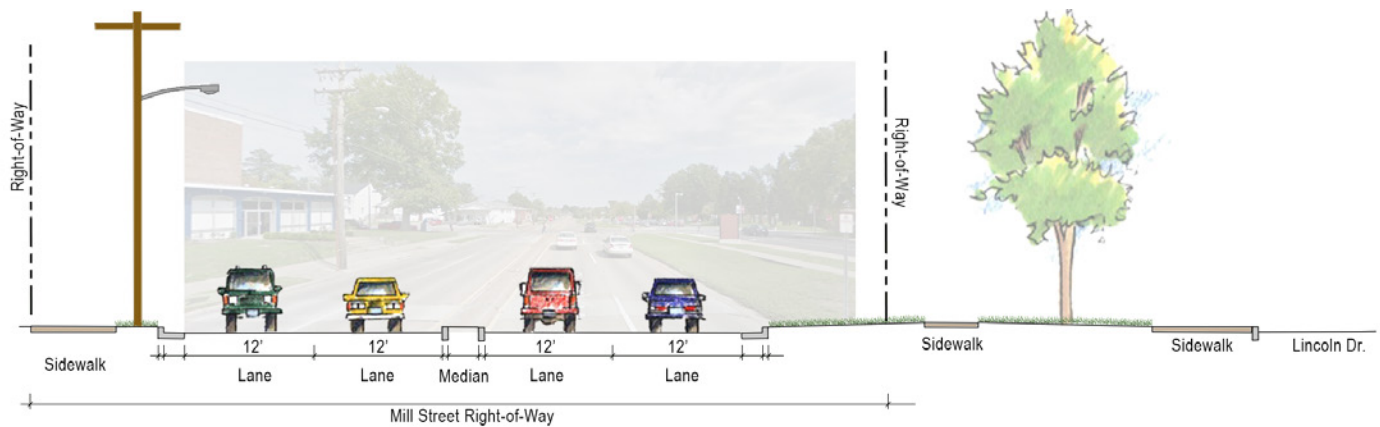 Right-of-Way
Right-of-Way
12'
12'
12'
12'
Sidewalk
Lane
Lane
Median
Lane
Lane
Sidewalk
Sidewalk
Lincoln Dr.
Mill Street Right-of-Way